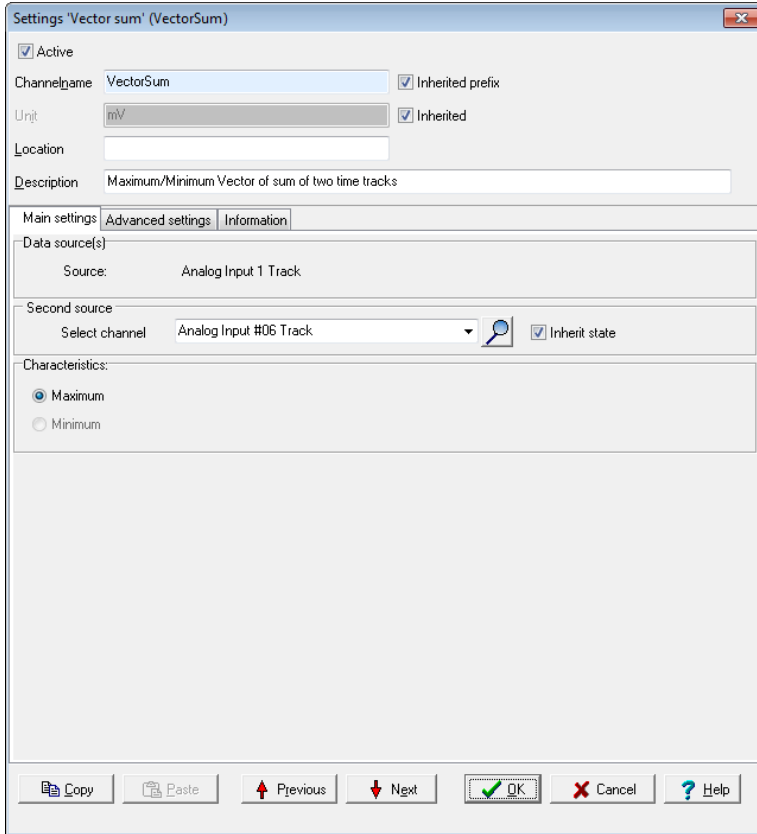 Settings 'Vector sum' (VectorSum)
Active
Channelname VectorSum Inherited prefix
Unit mV Inherited
Location
Description Maximum/Minimum Vector of sum of two time tracks
Main settings Advanced settings Information
Data source(s)
Source: Analog Input 1 Track
Second source
Select channel Analog Input #06 Track Inherit state
Characteristics:
Maximum
Minimum
Copy Paste Previous Next OK Cancel ? Help